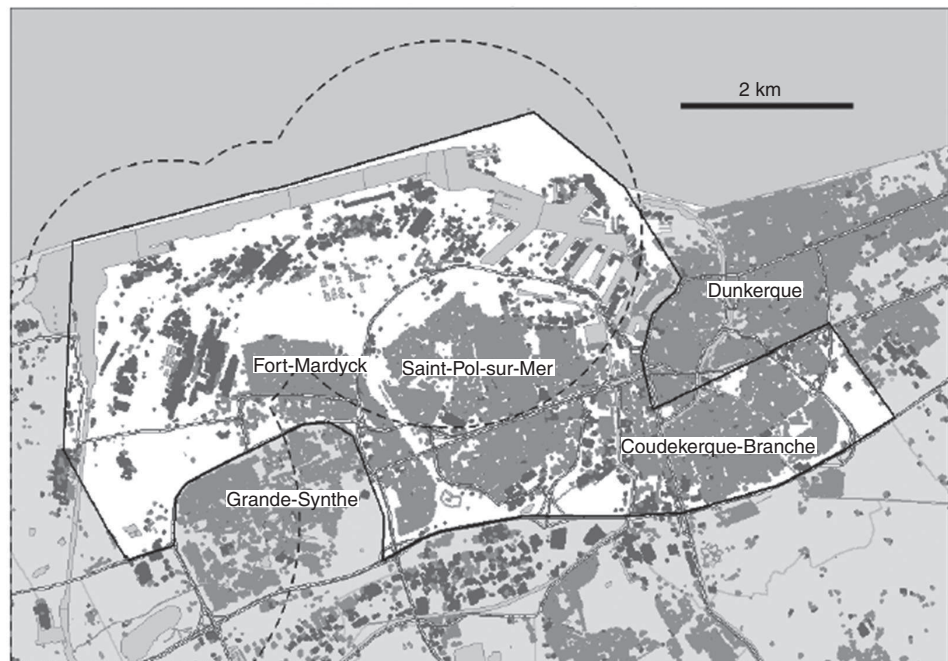 2 km
Dunkerque
Fort-Mardyck
Saint-Pol-sur-Mer
Coudekerque-Branche
Grande-Synthe